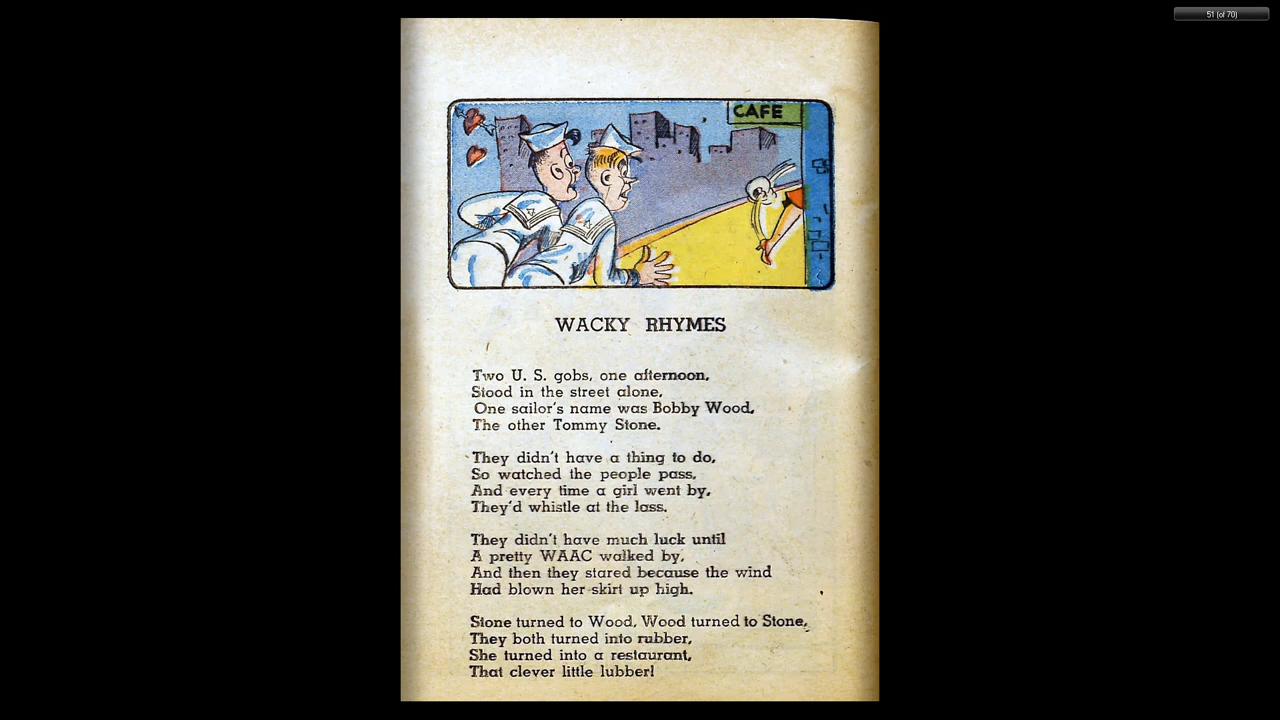 51 (of 70)
CAFE
WACKY RHYMES
Two U. S. gobs, one afternoon,
Stood in the street alone,
One sailor's name was Bobby Wood,
The other Tommy Stone.
They didn't have a thing to do,
So watched the people pass,
And every time a girl went by,
They'd whistle at the lass.
They didn't have much luck until
A pretty WAAC walked by,
And then they stared because the wind
Had blown her skirt up high.
Stone turned to Wood, Wood turned to Stone,
They both turned into rubber,
She turned into a restaurant,
That clever little lubber!